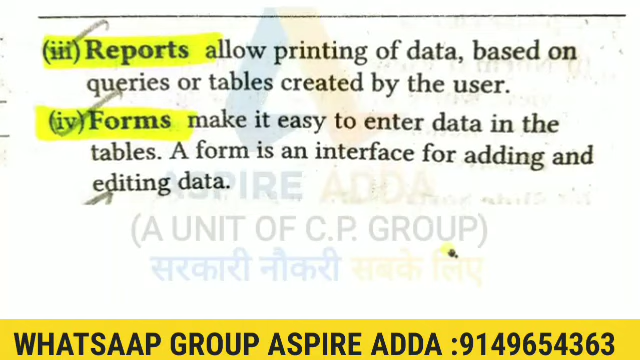 (iii) Reports allow printing of data, based on
queries or tables created by the user.
(iv) Forms make it easy to enter data in the
tables. A form is an interface for adding and
editing data.
ASPIRE ADDA
(A UNIT OF C.P. GROUP)
सरकारी नौकरी सबके लिए
WHATSAAP GROUP ASPIRE ADDA :9149654363